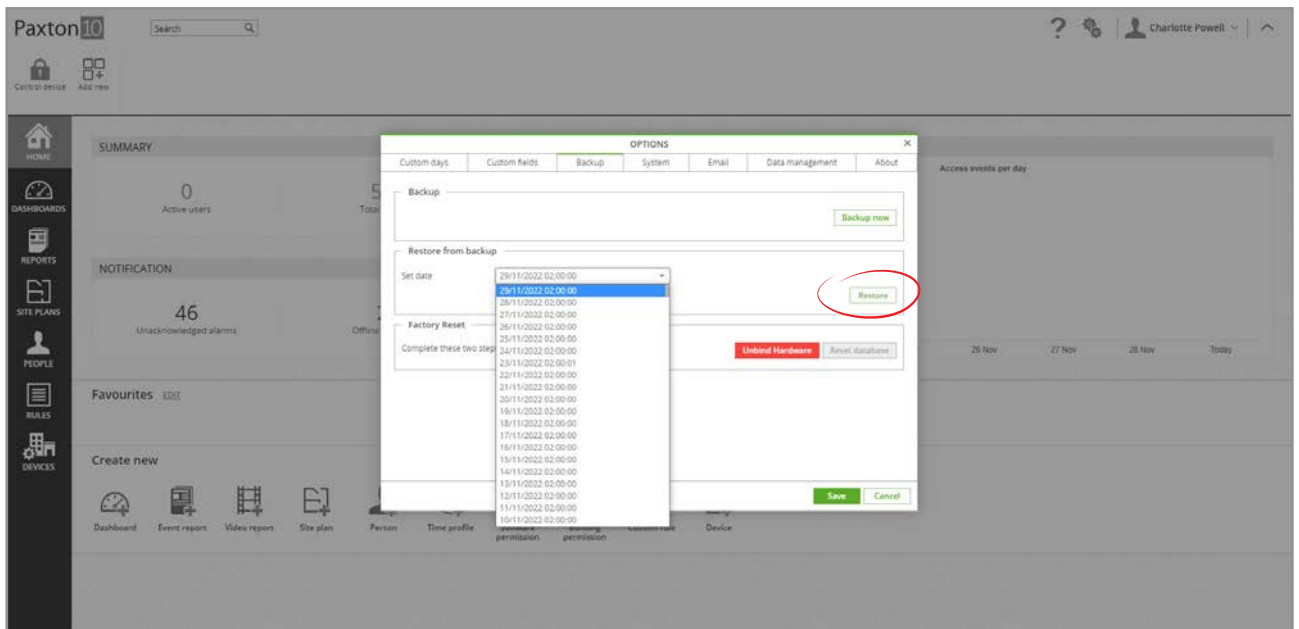 Paxton 10
Search
Charlotte Powell
Control device
Add new
HOME
DASHBOARDS
REPORTS
SITE PLANS
PEOPLE
RULES
DEVICES
SUMMARY
0
Active users
5
Total
NOTIFICATION
46
Unacknowledged alarms
Offline
Access events per day
26 Nov 27 Nov 28 Nov Today
Favourites EDIT
Create new
Dashboard
Event report
Video report
Site plan
Person
Time profile
permission
permission
Device
OPTIONS
Custom days
Custom fields
Backup
System
Email
Data management
About
Backup
Backup now
Restore from backup
Set date
29/11/2022 02:00:00
29/11/2022 02:00:00
28/11/2022 02:00:00
27/11/2022 02:00:00
26/11/2022 02:00:00
25/11/2022 02:00:00
24/11/2022 02:00:00
23/11/2022 02:00:01
22/11/2022 02:00:00
21/11/2022 02:00:00
20/11/2022 02:00:00
19/11/2022 02:00:00
18/11/2022 02:00:00
17/11/2022 02:00:00
16/11/2022 02:00:00
15/11/2022 02:00:00
14/11/2022 02:00:00
13/11/2022 02:00:00
12/11/2022 02:00:00
11/11/2022 02:00:00
10/11/2022 02:00:00
Restore
Factory Reset
Complete these two step
Unbind Hardware
Reset database
Save
Cancel